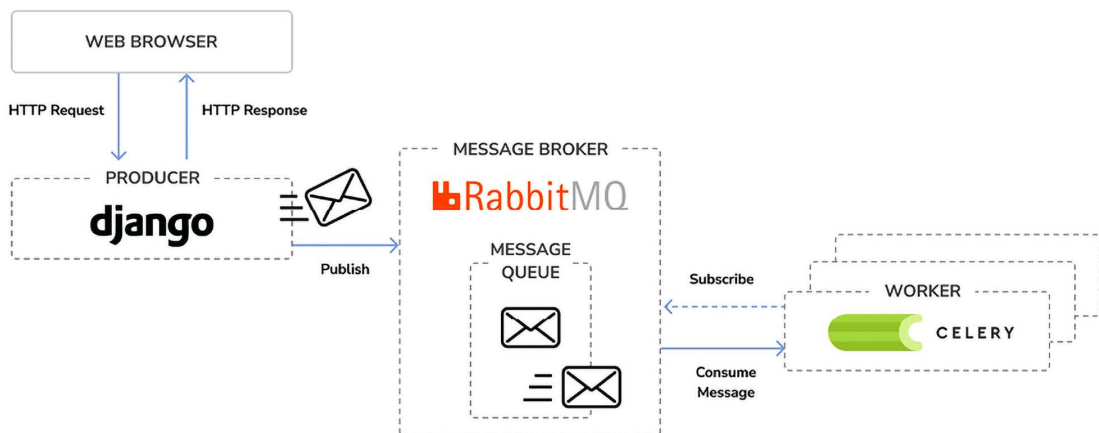 WEB BROWSER
HTTP Request
HTTP Response
PRODUCER
django
Publish
MESSAGE BROKER
RabbitMQ
MESSAGE
QUEUE
Subscribe
Consume
Message
WORKER
CELERY